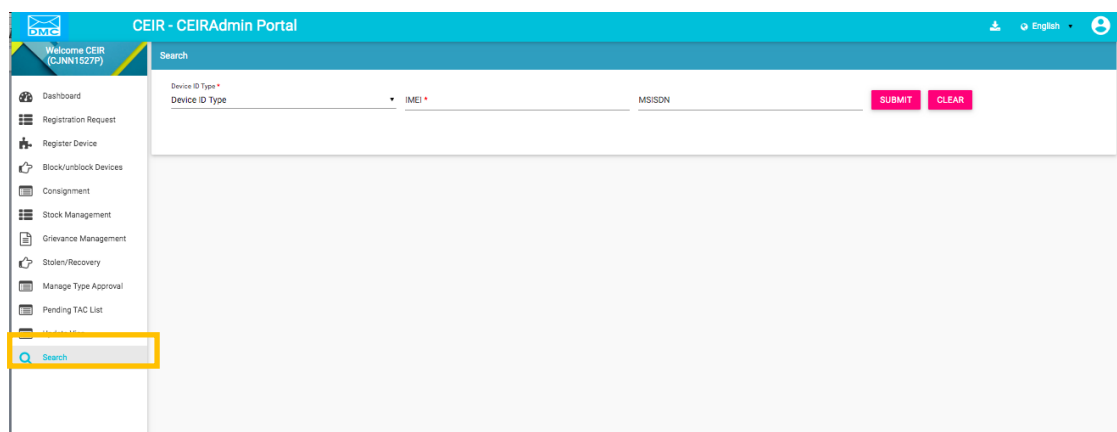 DMC
CEIR - CEIRAdmin Portal
English
Welcome CEIR
(CJNN1527P)
Search
Device ID Type *
Device ID Type
IMEI *
MSISDN
SUBMIT
CLEAR
Dashboard
Registration Request
Register Device
Block/unblock Devices
Consignment
Stock Management
Grievance Management
Stolen/Recovery
Manage Type Approval
Pending TAC List
Search